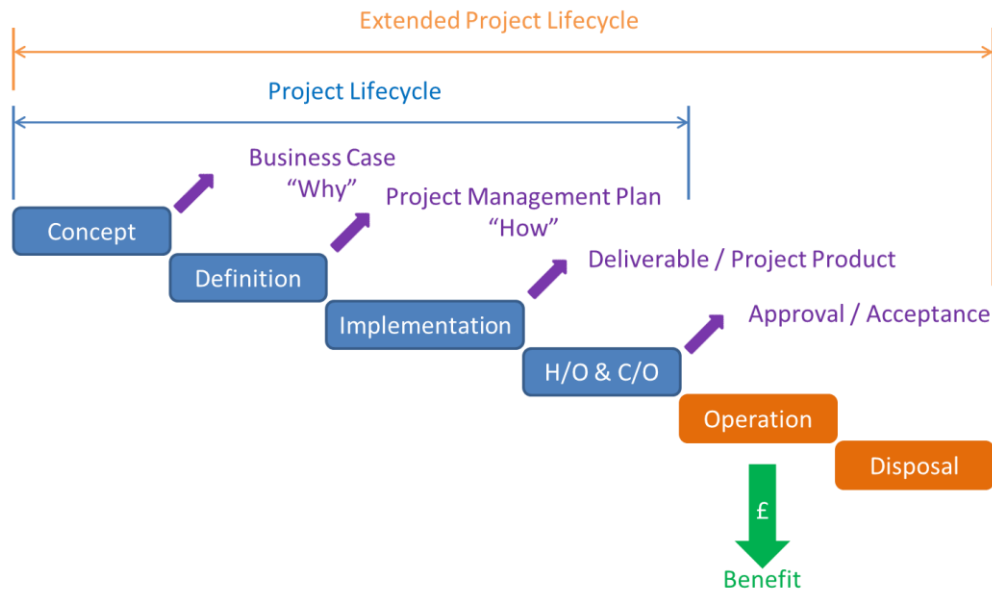 Extended Project Lifecycle
Project Lifecycle
Business Case
“Why”
Project Management Plan
“How”
Concept
Definition
Deliverable / Project Product
Implementation
Approval / Acceptance
H/O & C/O
Operation
Disposal
£
Benefit